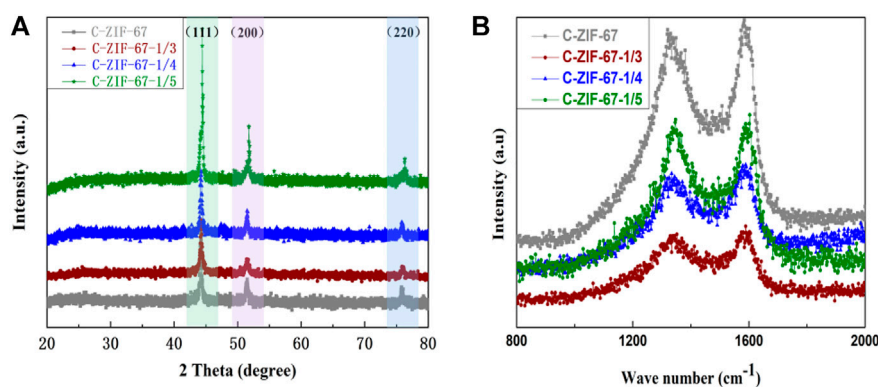 A
C-ZIF-67
C-ZIF-67-1/3
C-ZIF-67-1/4
C-ZIF-67-1/5
(111)
(200)
(220)
Intensity (a.u.)
20 30 40 50 60 70 80
2 Theta (degree)
B
C-ZIF-67
C-ZIF-67-1/3
C-ZIF-67-1/4
C-ZIF-67-1/5
Intensity (a.u)
800 1200 1600 2000
Wave number (cm-1)